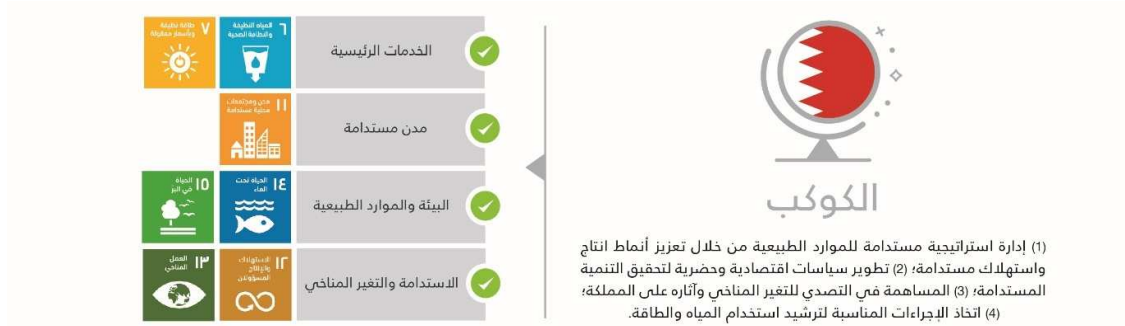 الكوكب
(1) إدارة استراتيجية مستدامة للموارد الطبيعية من خلال تعزيز أنماط انتاج
واستهلاك مستدامة؛ (2) تطوير سياسات اقتصادية وحضرية لتحقيق التنمية
المستدامة؛ (3) المساهمة في التصدي للتغير المناخي وآثاره على المملكة؛
(4) اتخاذ الإجراءات المناسبة لترشيد استخدام المياه والطاقة.
الخدمات الرئيسية
٦ المياه النظيفة
والنظافة الصحية
٧ طاقة نظيفة
وبأسعار معقولة
مدن مستدامة
١١ مدن ومجتمعات
محلية مستدامة
البيئة والموارد الطبيعية
١٤ الحياة تحت
الماء
١٥ الحياة
في البر
الاستدامة والتغير المناخي
١٢ الاستهلاك
والإنتاج
المسؤولان
١٣ العمل
المناخي